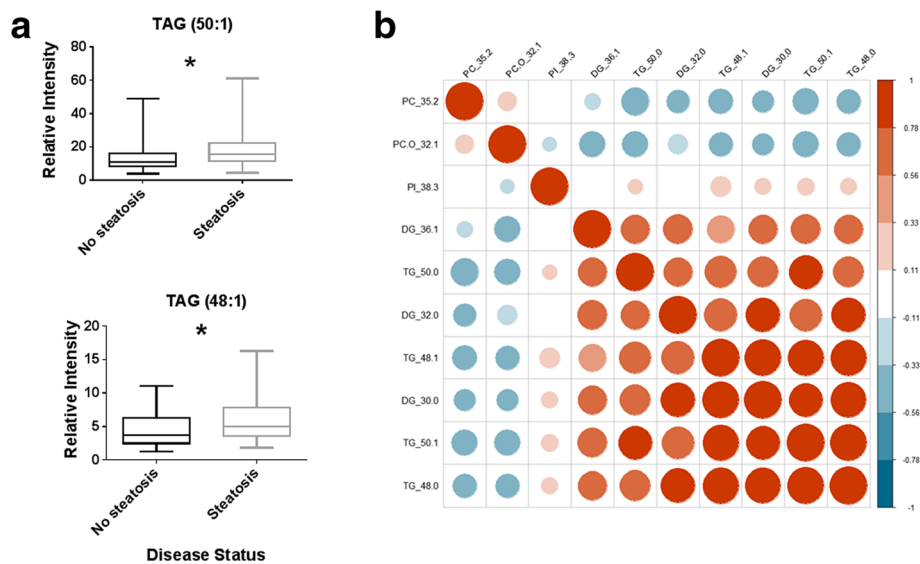 a
TAG (50:1)
Relative Intensity
80
60
40
20
0
*
No steatosis
Steatosis
TAG (48:1)
Relative Intensity
20
15
10
5
0
*
No steatosis
Steatosis
Disease Status
b
PC_35.2 PC.O_32.1 PI_38.3 DG_36.1 TG_50.0 DG_32.0 TG_48.1 DG_30.0 TG_50.1 TG_48.0
PC_35.2
PC.O_32.1
PI_38.3
DG_36.1
TG_50.0
DG_32.0
TG_48.1
DG_30.0
TG_50.1
TG_48.0
1
0.78
0.56
0.33
0.11
-0.11
-0.33
-0.56
-0.78
-1